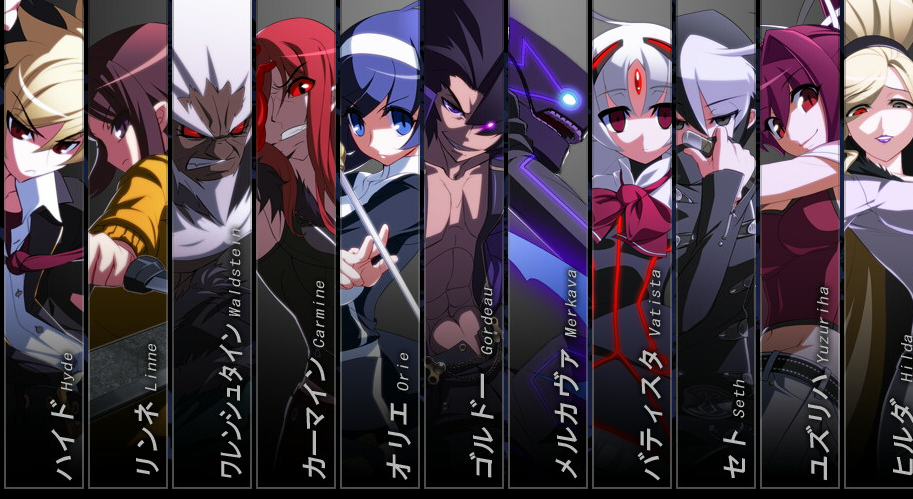 ハイド Hyde
リンネ Linne
ワレンシュタイン Waldstein
カーマイン Carmine
オリエ Orie
ゴルドー Gorgeau
メルカヴァ Merkava
バティスタ Vatista
セト Seth
ユズリハ Yuzuriha
ヒルダ Hilda